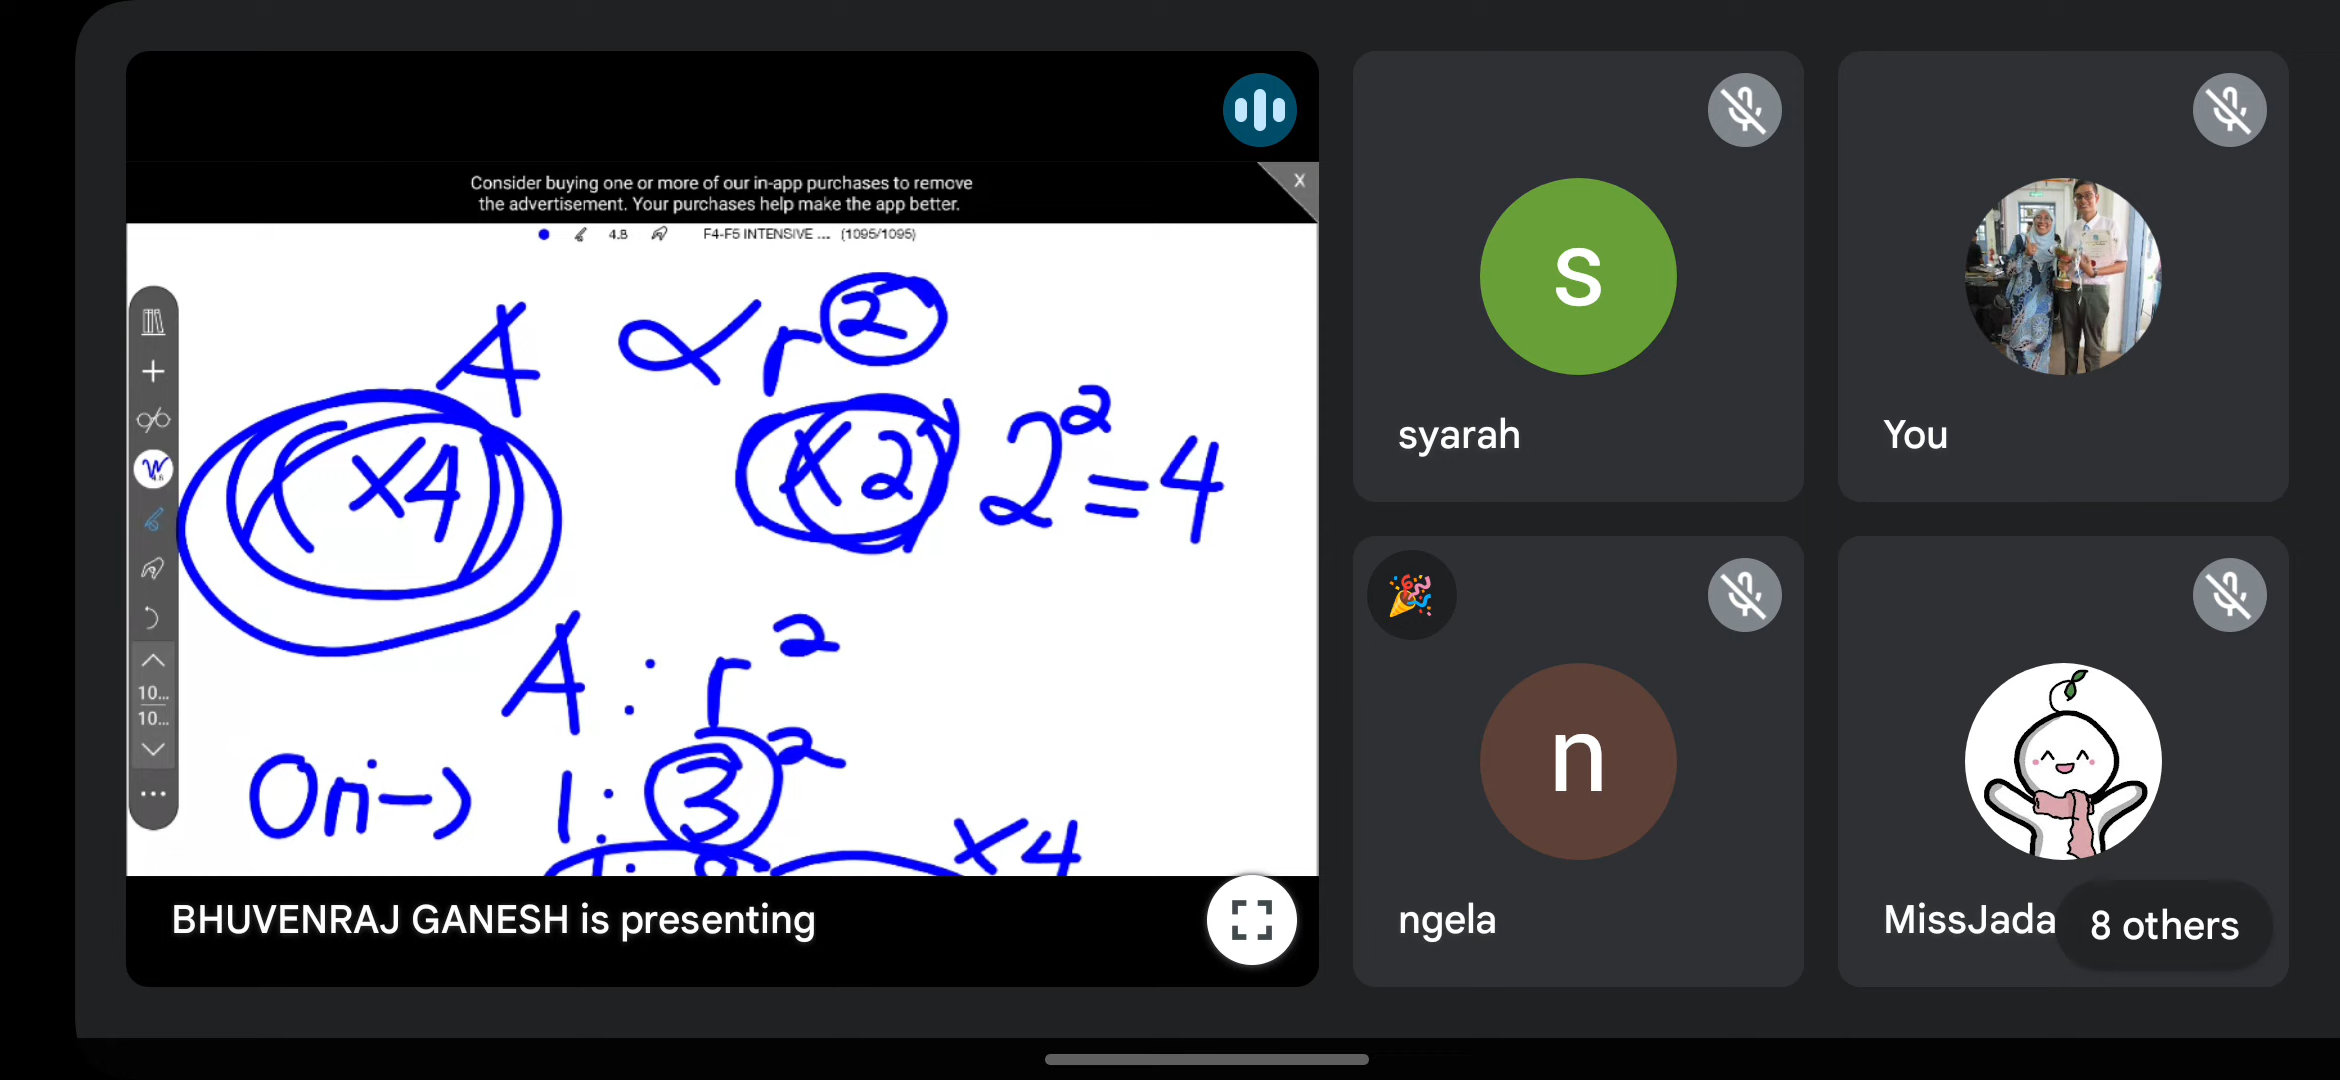 Consider buying one or more of our in-app purchases to remove
the advertisement. Your purchases help make the app better.
X
4.8 F4-F5 INTENSIVE ... (1095/1095)
A ∝ r²
×4 ×2 2² = 4
A : r²
Ori → 1 : 3²
×4
10...
10...
BHUVENRAJ GANESH is presenting
S
syarah
You
n
ngela
MissJada
8 others